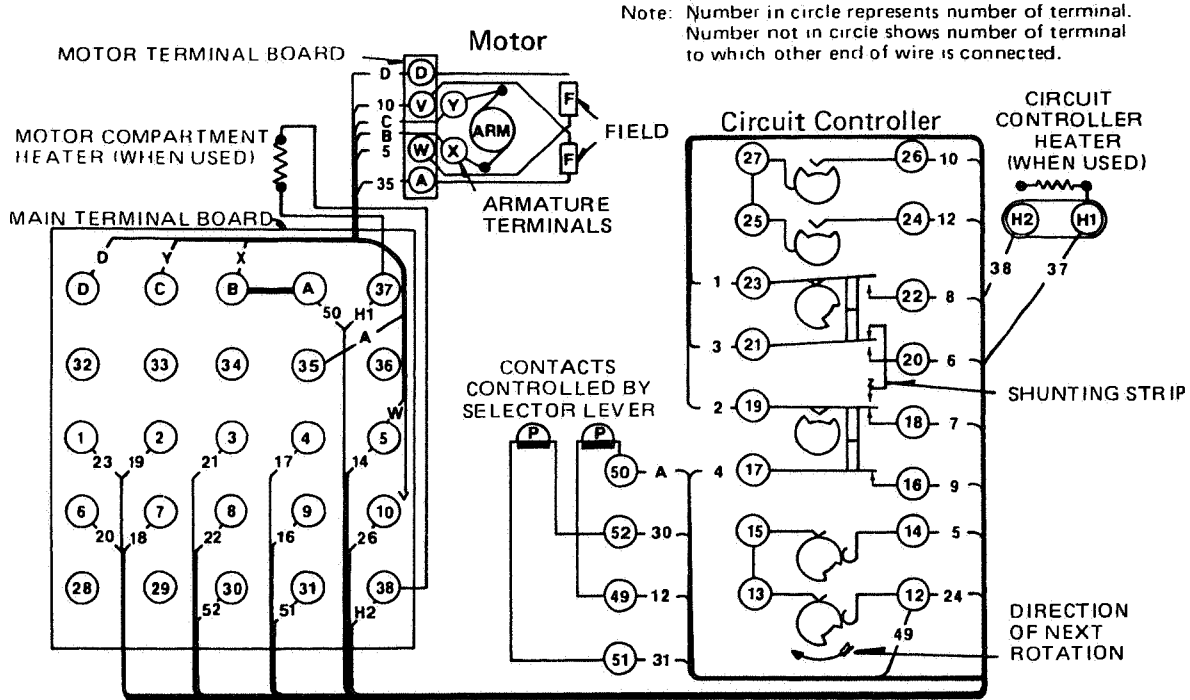 Note: Number in circle represents number of terminal.
Number not in circle shows number of terminal
to which other end of wire is connected.
Motor
MOTOR TERMINAL BOARD
D
D
10
V
Y
C
B
ARM
5
W
X
35
A
F
F
FIELD
ARMATURE
TERMINALS
MOTOR COMPARTMENT
HEATER (WHEN USED)
MAIN TERMINAL BOARD
D
Y
X
D
C
B
A
37
50
H1
A
32
33
34
35
36
W
1
2
3
4
5
23
19
21
17
14
V
6
7
8
9
10
20
18
22
16
26
28
29
30
31
38
52
51
H2
CONTACTS
CONTROLLED BY
SELECTOR LEVER
P
P
50
A
52
30
49
12
51
31
Circuit Controller
27
26
10
25
24
12
1
23
22
8
3
21
20
6
2
19
18
7
4
17
16
9
15
14
5
13
12
24
49
CIRCUIT
CONTROLLER
HEATER
(WHEN USED)
H2
H1
38
37
SHUNTING STRIP
DIRECTION
OF NEXT
ROTATION